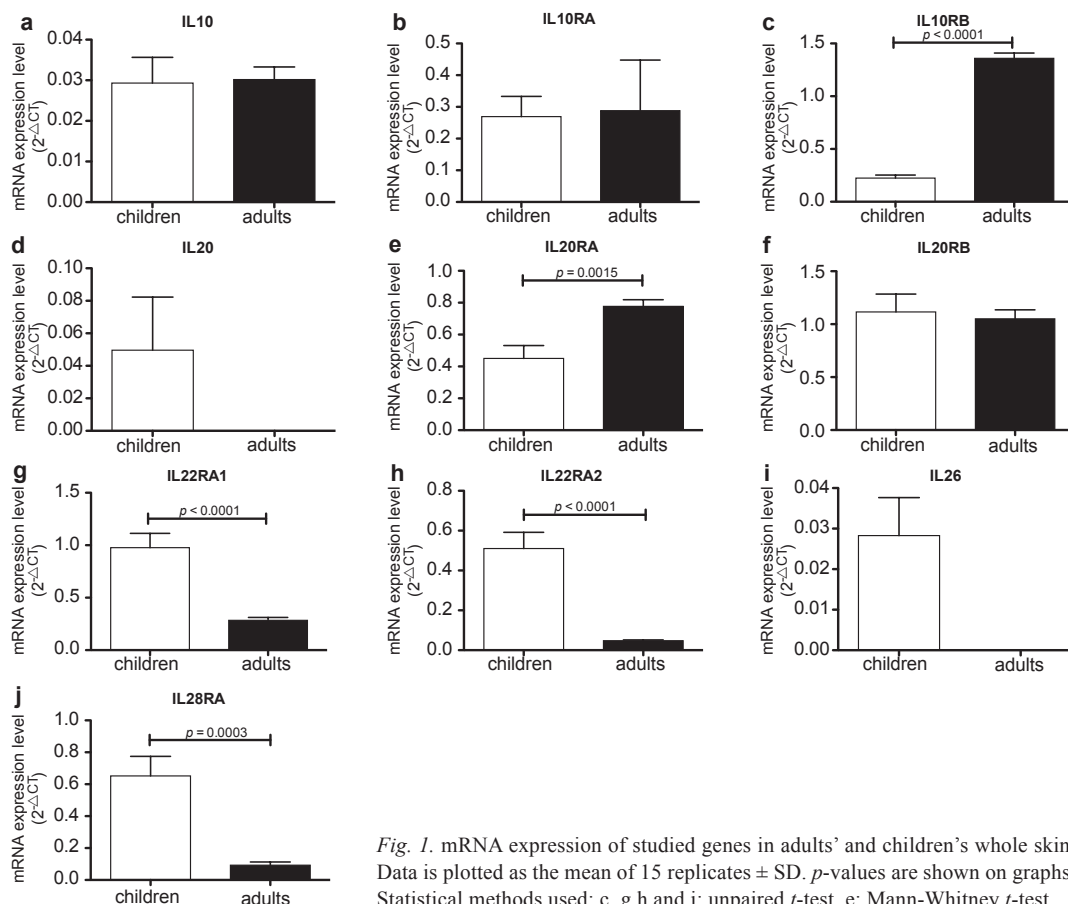 a
IL10
mRNA expression level
(2-△CT)
0.04
0.03
0.02
0.01
0.00
children adults
b
IL10RA
mRNA expression level
(2-△CT)
0.5
0.4
0.3
0.2
0.1
0.0
children adults
c
IL10RB
p < 0.0001
mRNA expression level
(2-△CT)
1.5
1.0
0.5
0.0
children adults
d
IL20
mRNA expression level
(2-△CT)
0.10
0.08
0.06
0.04
0.02
0.00
children adults
e
IL20RA
p = 0.0015
mRNA expression level
(2-△CT)
1.0
0.8
0.6
0.4
0.2
0.0
children adults
f
IL20RB
mRNA expression level
(2-△CT)
1.5
1.0
1.5
0.0
children adults
g
IL22RA1
p < 0.0001
mRNA expression level
(2-△CT)
1.5
1.0
0.5
0.0
children adults
h
IL22RA2
p < 0.0001
mRNA expression level
(2-△CT)
0.8
0.6
0.4
0.2
0.0
children adults
i
IL26
mRNA expression level
(2-△CT)
0.04
0.03
0.02
0.01
0.00
children adults
j
IL28RA
p = 0.0003
mRNA expression level
(2-△CT)
1.0
0.8
0.6
0.4
0.2
0.0
children adults
Fig. 1. mRNA expression of studied genes in adults' and children's whole skin
Data is plotted as the mean of 15 replicates ± SD. p-values are shown on graphs
Statistical methods used: c, g h and j: unpaired t-test, e: Mann-Whitney t-test